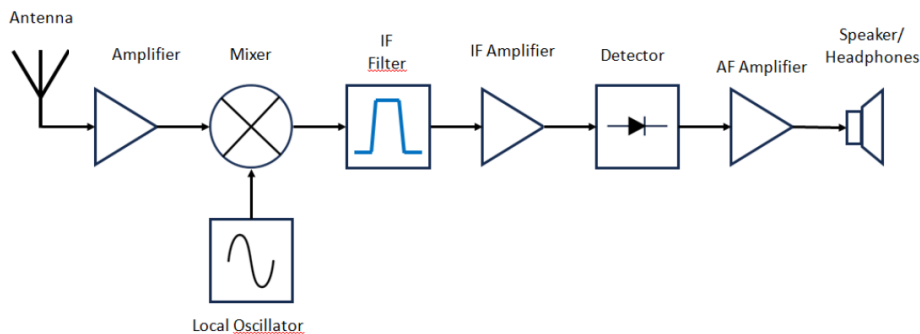 Antenna
Amplifier
Mixer
IF
Filter
IF Amplifier
Detector
AF Amplifier
Speaker/
Headphones
Local Oscillator